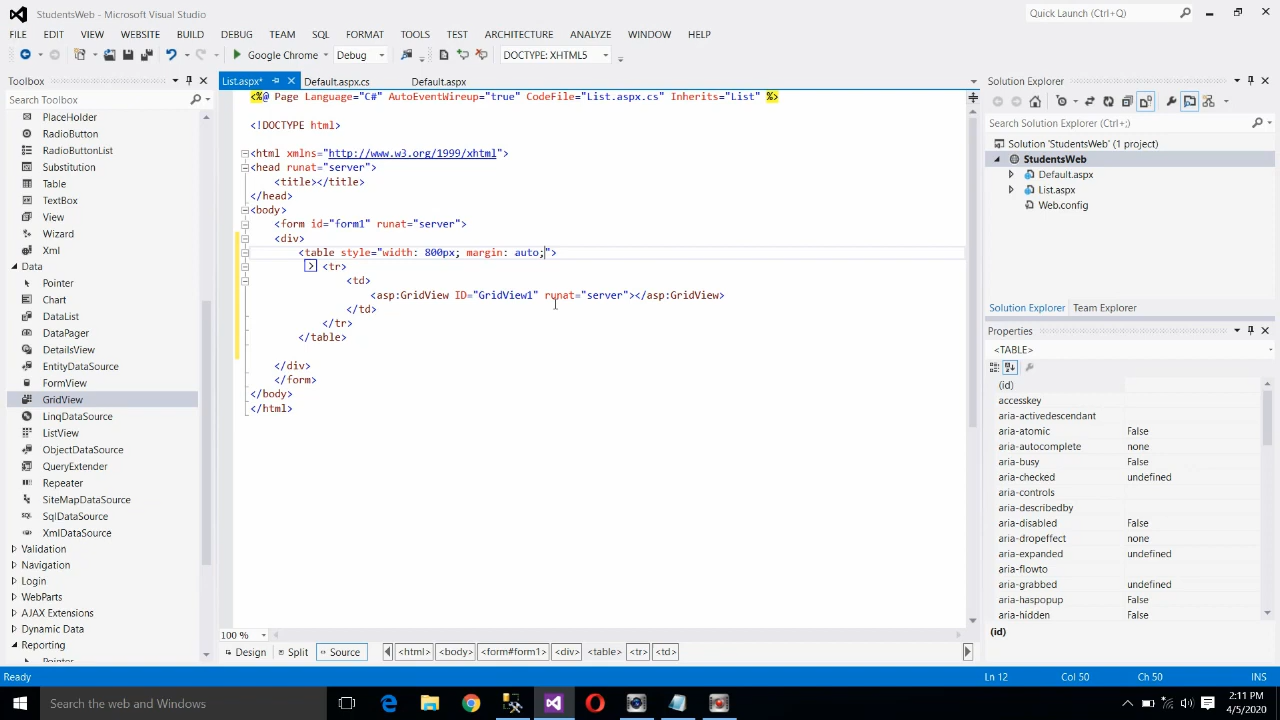 StudentsWeb - Microsoft Visual Studio
Quick Launch (Ctrl+Q)
FILE EDIT VIEW WEBSITE BUILD DEBUG TEAM SQL FORMAT TOOLS TEST ARCHITECTURE ANALYZE WINDOW HELP
Google Chrome Debug DOCTYPE: XHTML5
Toolbox
Search Toolbox
PlaceHolder
RadioButton
RadioButtonList
Substitution
Table
TextBox
View
Wizard
Xml
Data
Pointer
Chart
DataList
DataPager
DetailsView
EntityDataSource
FormView
GridView
LinqDataSource
ListView
ObjectDataSource
QueryExtender
Repeater
SiteMapDataSource
SqlDataSource
XmlDataSource
Validation
Navigation
Login
WebParts
AJAX Extensions
Dynamic Data
Reporting
Pointer
List.aspx* Default.aspx.cs Default.aspx
<%@ Page Language="C#" AutoEventWireup="true" CodeFile="List.aspx.cs" Inherits="List" %>
<!DOCTYPE html>
<html xmlns="http://www.w3.org/1999/xhtml">
<head runat="server">
<title></title>
</head>
<body>
<form id="form1" runat="server">
<div>
<table style="width: 800px; margin: auto;">
<tr>
<td>
<asp:GridView ID="GridView1" runat="server"></asp:GridView>
</td>
</tr>
</table>
</div>
</form>
</body>
</html>
100 %
Design Split Source <html> <body> <form#form1> <div> <table> <tr> <td>
Solution Explorer
Search Solution Explorer (Ctrl+;)
Solution 'StudentsWeb' (1 project)
StudentsWeb
Default.aspx
List.aspx
Web.config
Solution Explorer Team Explorer
Properties
<TABLE>
(id)
accesskey
aria-activedescendant
aria-atomic False
aria-autocomplete none
aria-busy False
aria-checked undefined
aria-controls
aria-describedby
aria-disabled False
aria-dropeffect none
aria-expanded undefined
aria-flowto
aria-grabbed undefined
aria-haspopup False
aria-hidden False
(id)
Ready Ln 12 Col 50 Ch 50 INS
Search the web and Windows
2:11 PM
4/5/2020